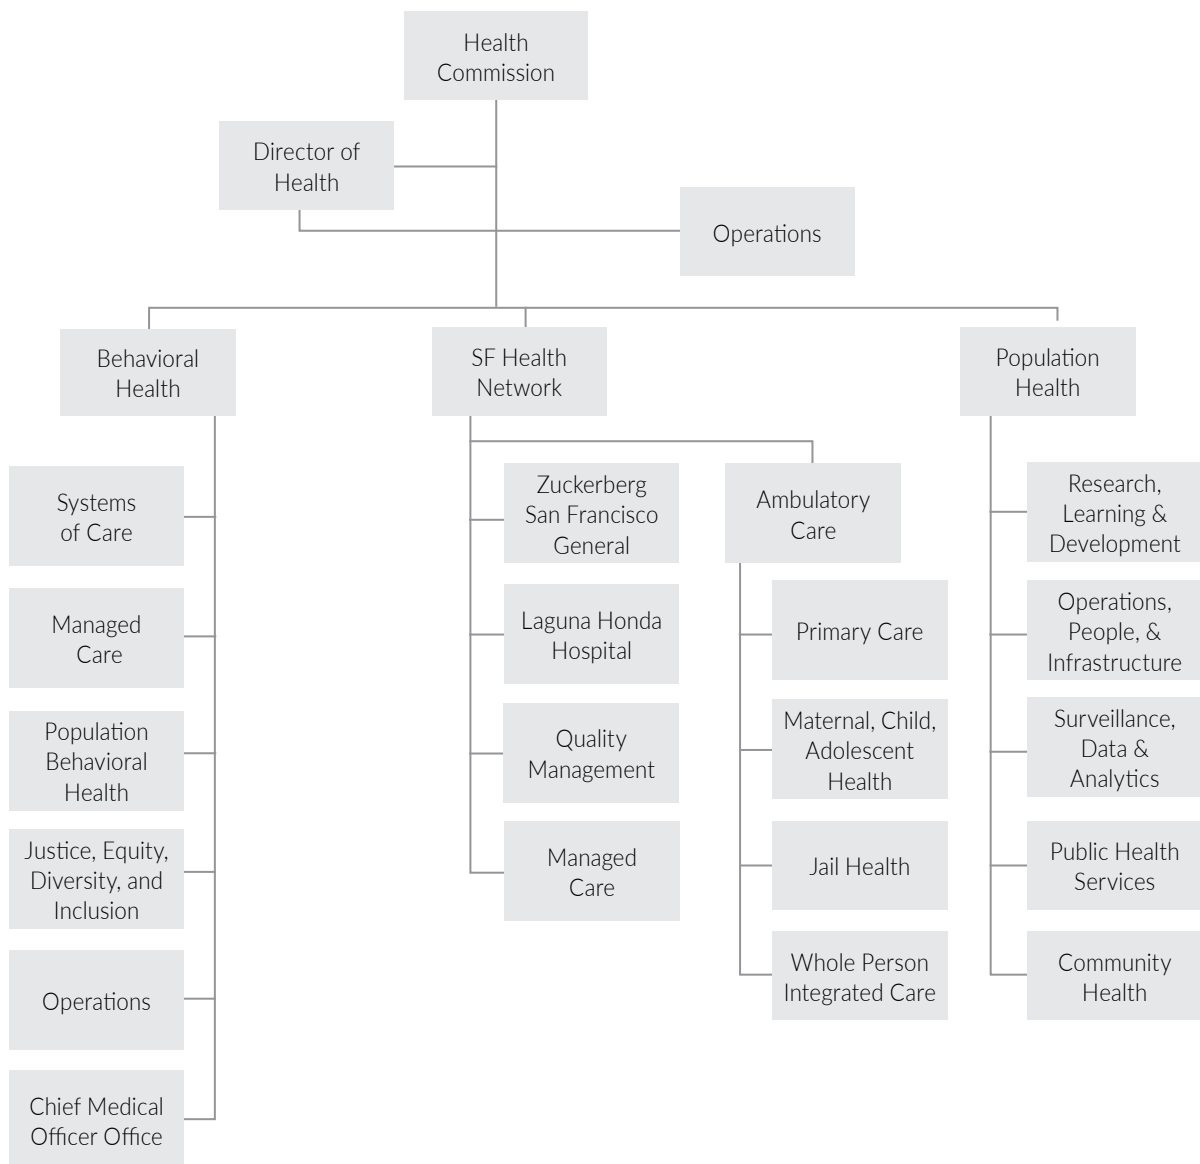 Health
Commission
Director of
Health
Operations
Behavioral
Health
SF Health
Network
Population
Health
Systems
of Care
Managed
Care
Population
Behavioral
Health
Justice, Equity,
Diversity, and
Inclusion
Operations
Chief Medical
Officer Office
Zuckerberg
San Francisco
General
Laguna Honda
Hospital
Quality
Management
Managed
Care
Ambulatory
Care
Primary Care
Maternal, Child,
Adolescent
Health
Jail Health
Whole Person
Integrated Care
Research,
Learning &
Development
Operations,
People, &
Infrastructure
Surveillance,
Data &
Analytics
Public Health
Services
Community
Health